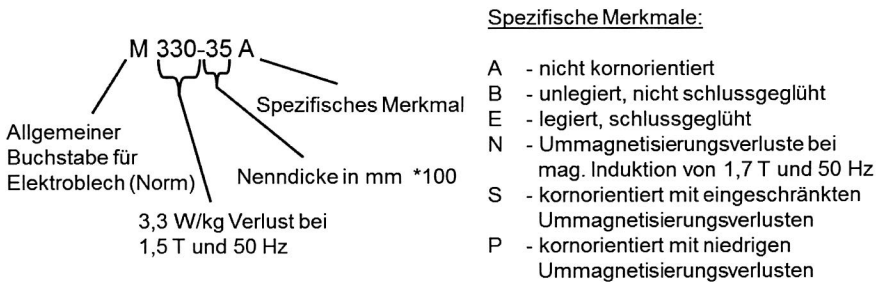 M 330-35 A
Spezifisches Merkmal
Allgemeiner
Buchstabe für
Elektroblech (Norm)
Nenndicke in mm *100
3,3 W/kg Verlust bei
1,5 T und 50 Hz
Spezifische Merkmale:
A - nicht kornorientiert
B - unlegiert, nicht schlussgeglüht
E - legiert, schlussgeglüht
N - Ummagnetisierungsverluste bei
mag. Induktion von 1,7 T und 50 Hz
S - kornorientiert mit eingeschränkten
Ummagnetisierungsverlusten
P - kornorientiert mit niedrigen
Ummagnetisierungsverlusten